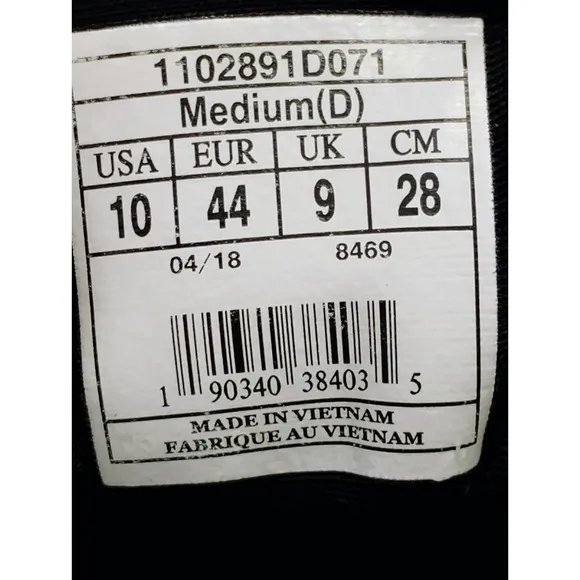 1102891D071
Medium(D)
USA EUR UK CM
10 44 9 28
04/18 8469
1 90340 38403 5
MADE IN VIETNAM
FABRIQUE AU VIETNAM